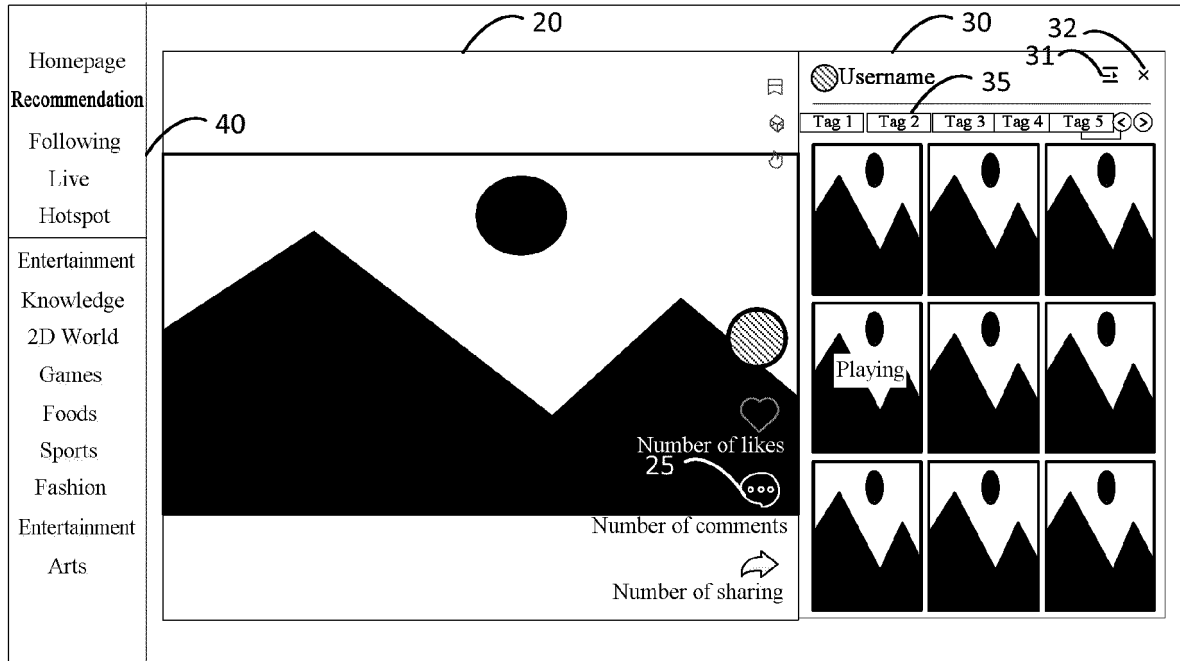 Homepage
Recommendation
Following
Live
Hotspot
Entertainment
Knowledge
2D World
Games
Foods
Sports
Fashion
Entertainment
Arts
40
20
Number of likes
25
Number of comments
Number of sharing
30
32
31
Username
35
Tag 1 Tag 2 Tag 3 Tag 4 Tag 5 < >
Playing